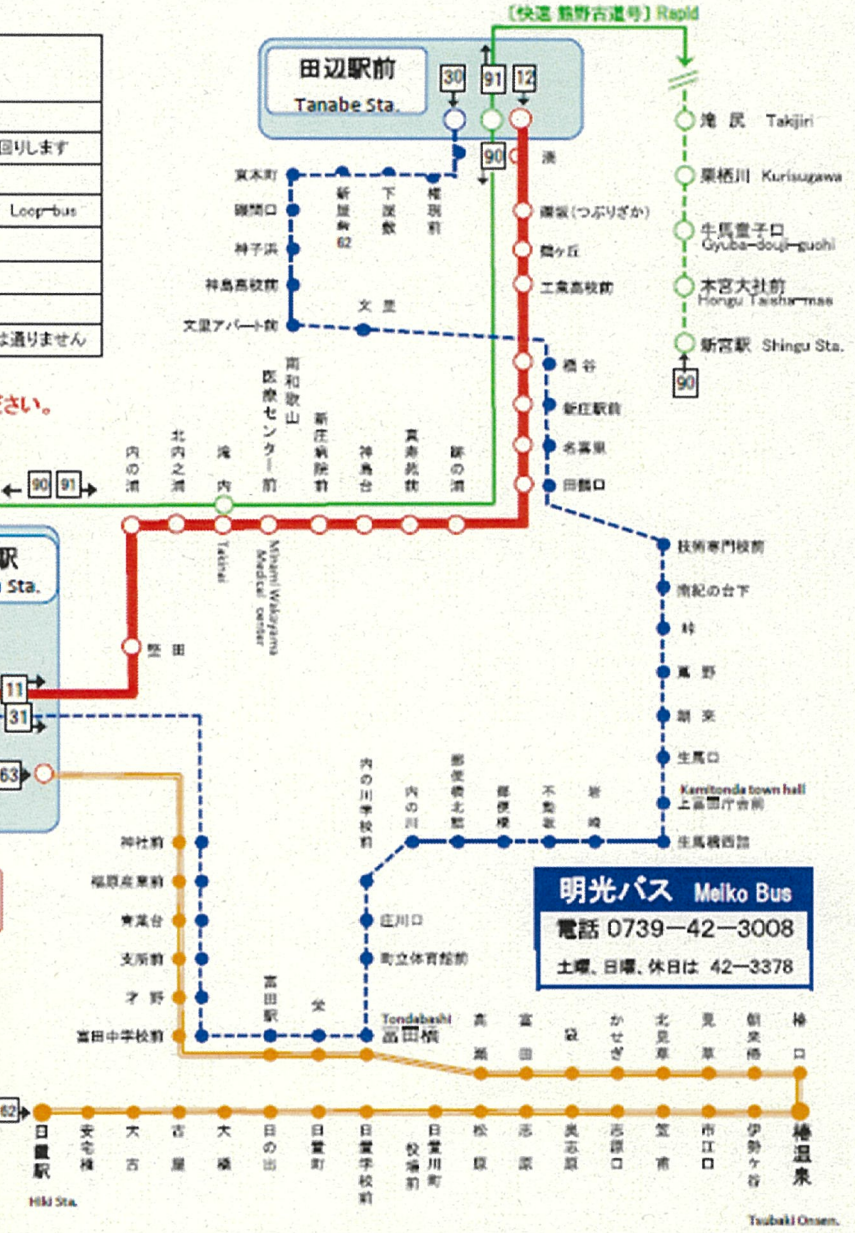 〔快速 熊野古道号〕Rapid
田辺駅前
Tanabe Sta.
30
91
12
90
湊
滝 尻 Takijiri
栗栖川 Kurisugawa
牛馬童子口
Gyuba-douji-guchi
本宮大社前
Hongu Taisha-mae
新宮駅 Shingu Sta.
90
回りします
Loop-bus
は通りません
ださい。
東本町
磯間口
神子浜
神島高校前
文里アパート前
新屋敷
62
下屋敷
権現前
文 里
(つぶりざか)
鶴ヶ丘
工業高校前
橋 谷
新庄駅前
名喜里
田鶴口
内の浦
北内之浦
滝 内
南和歌山
医療センター前
新庄病院前
神島台
真寿苑前
跡の浦
90 91
Takinai
Minami Wakayama
Medical center
堅 田
駅
Sta.
11
31
63
技術専門校前
南紀の台下
峠
朝 来
生馬口
Kamitonda town hall
上富田庁舎前
生馬橋西詰
内の川学校前
内の川
郵便橋北詰
郵便橋
不動坂
岩 崎
神社前
福原産業前
青葉台
支所前
才 野
富田中学校前
富田駅
栄
庄川口
町立体育館前
Tondabashi
富田橋
明光バス Meiko Bus
電話 0739-42-3008
土曜、日曜、休日は 42-3378
高 瀬
富 田
袋
かせぎ
北見草
見 草
朝来帰
椿 口
62
日置駅
安宅橋
大 古
古 屋
大 橋
日の出
日置町
日置学校前
日置川町
役場前
松 原
志 原
奥志原
志原口
笠 甫
市江口
伊勢ヶ谷
椿温泉
Hiki Sta.
Tsubaki Onsen.